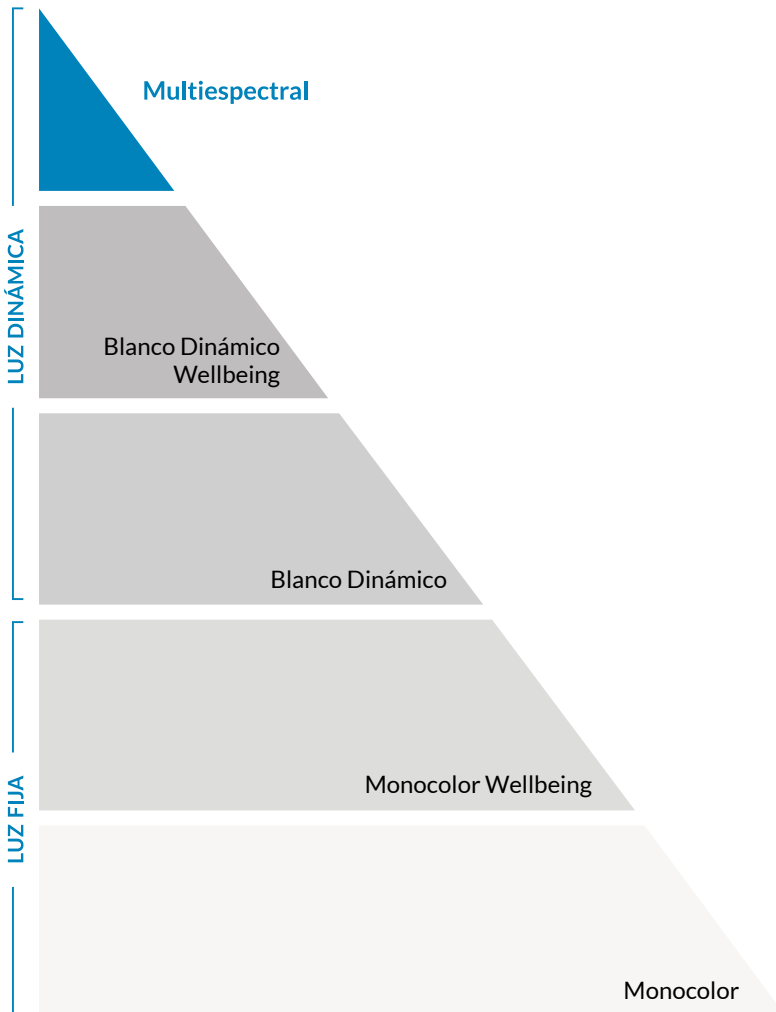 Multiespectral
LUZ DINÁMICA
Blanco Dinámico
Wellbeing
Blanco Dinámico
Monocolor Wellbeing
LUZ FIJA
Monocolor